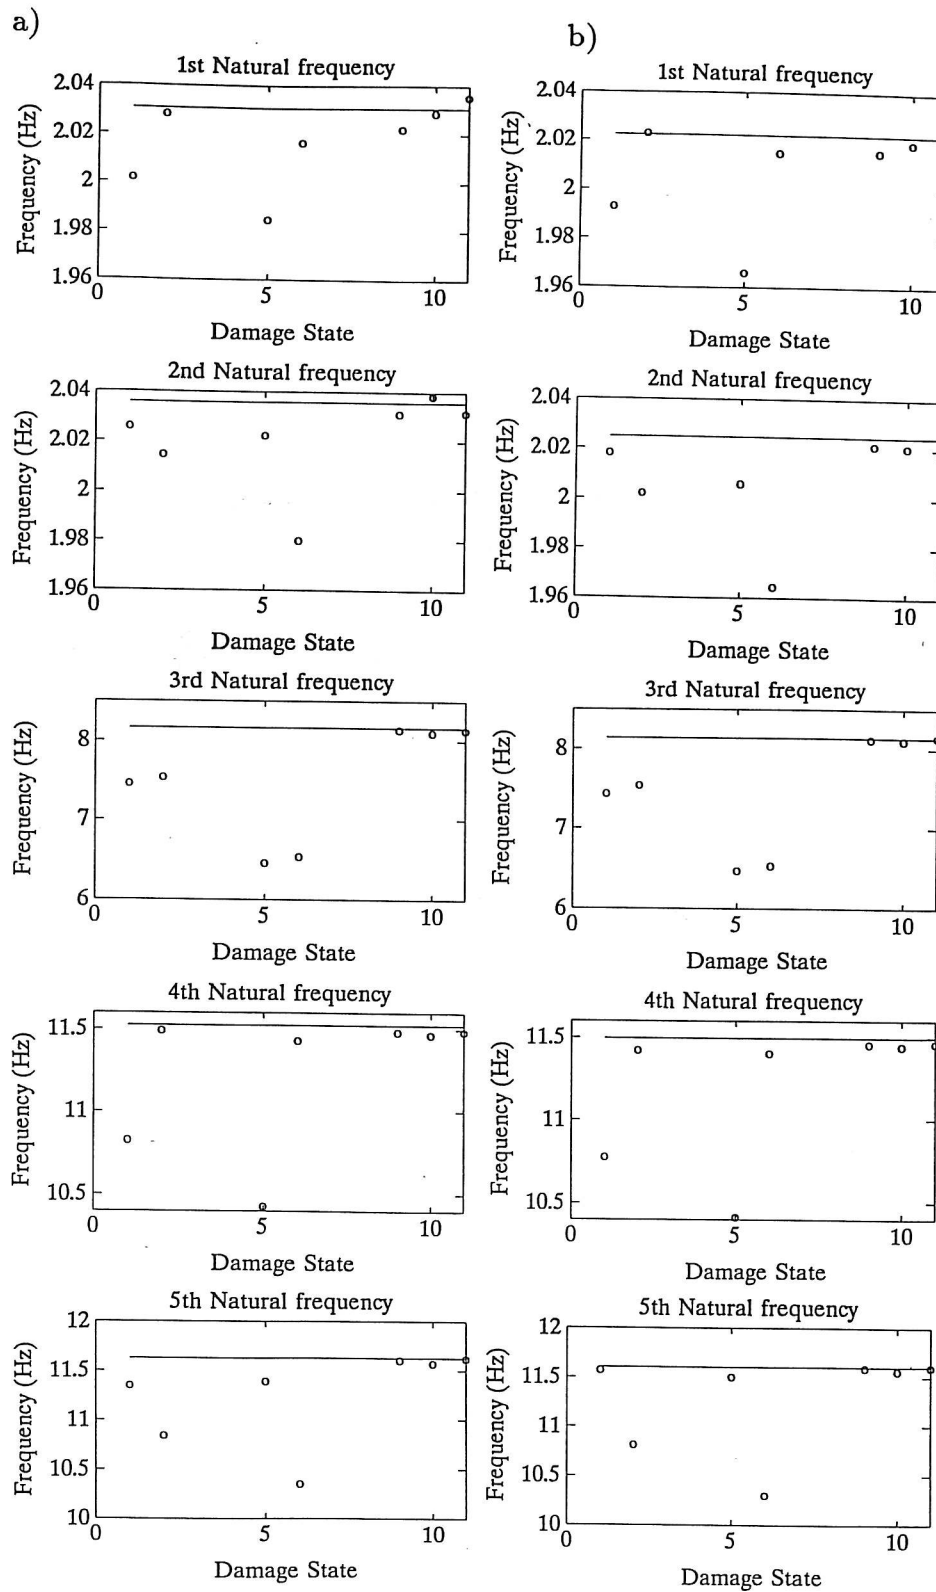 a)
1st Natural frequency
2.04
2.02
2
1.98
1.96
0
5
10
Frequency (Hz)
Damage State
2nd Natural frequency
2.04
2.02
2
1.98
1.96
0
5
10
Frequency (Hz)
Damage State
3rd Natural frequency
8
7
6
0
5
10
Frequency (Hz)
Damage State
4th Natural frequency
11.5
11
10.5
0
5
10
Frequency (Hz)
Damage State
5th Natural frequency
12
11.5
11
10.5
10
0
5
10
Frequency (Hz)
Damage State
b)
1st Natural frequency
2.04
2.02
2
1.98
1.96
0
5
10
Frequency (Hz)
Damage State
2nd Natural frequency
2.04
2.02
2
1.98
1.96
0
5
10
Frequency (Hz)
Damage State
3rd Natural frequency
8
7
6
0
5
10
Frequency (Hz)
Damage State
4th Natural frequency
11.5
11
10.5
0
5
10
Frequency (Hz)
Damage State
5th Natural frequency
12
11.5
11
10.5
10
0
5
10
Frequency (Hz)
Damage State